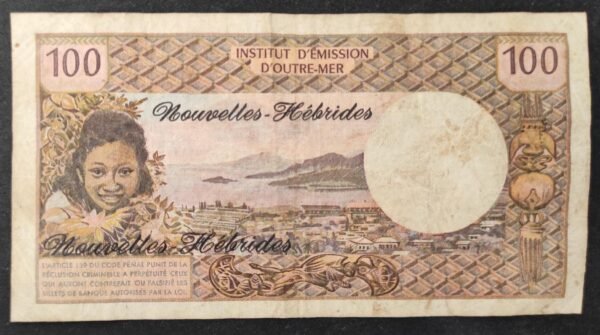 100
INSTITUT D'ÉMISSION
D'OUTRE-MER
100
Nouvelles-Hébrides
Nouvelles-Hébrides
L'ARTICLE 139 DU CODE PÉNAL PUNIT DE LA
RÉCLUSION CRIMINELLE A PERPÉTUITÉ CEUX
QUI AURONT CONTREFAIT OU FALSIFIÉ LES
BILLETS DE BANQUE AUTORISÉS PAR LA LOI.